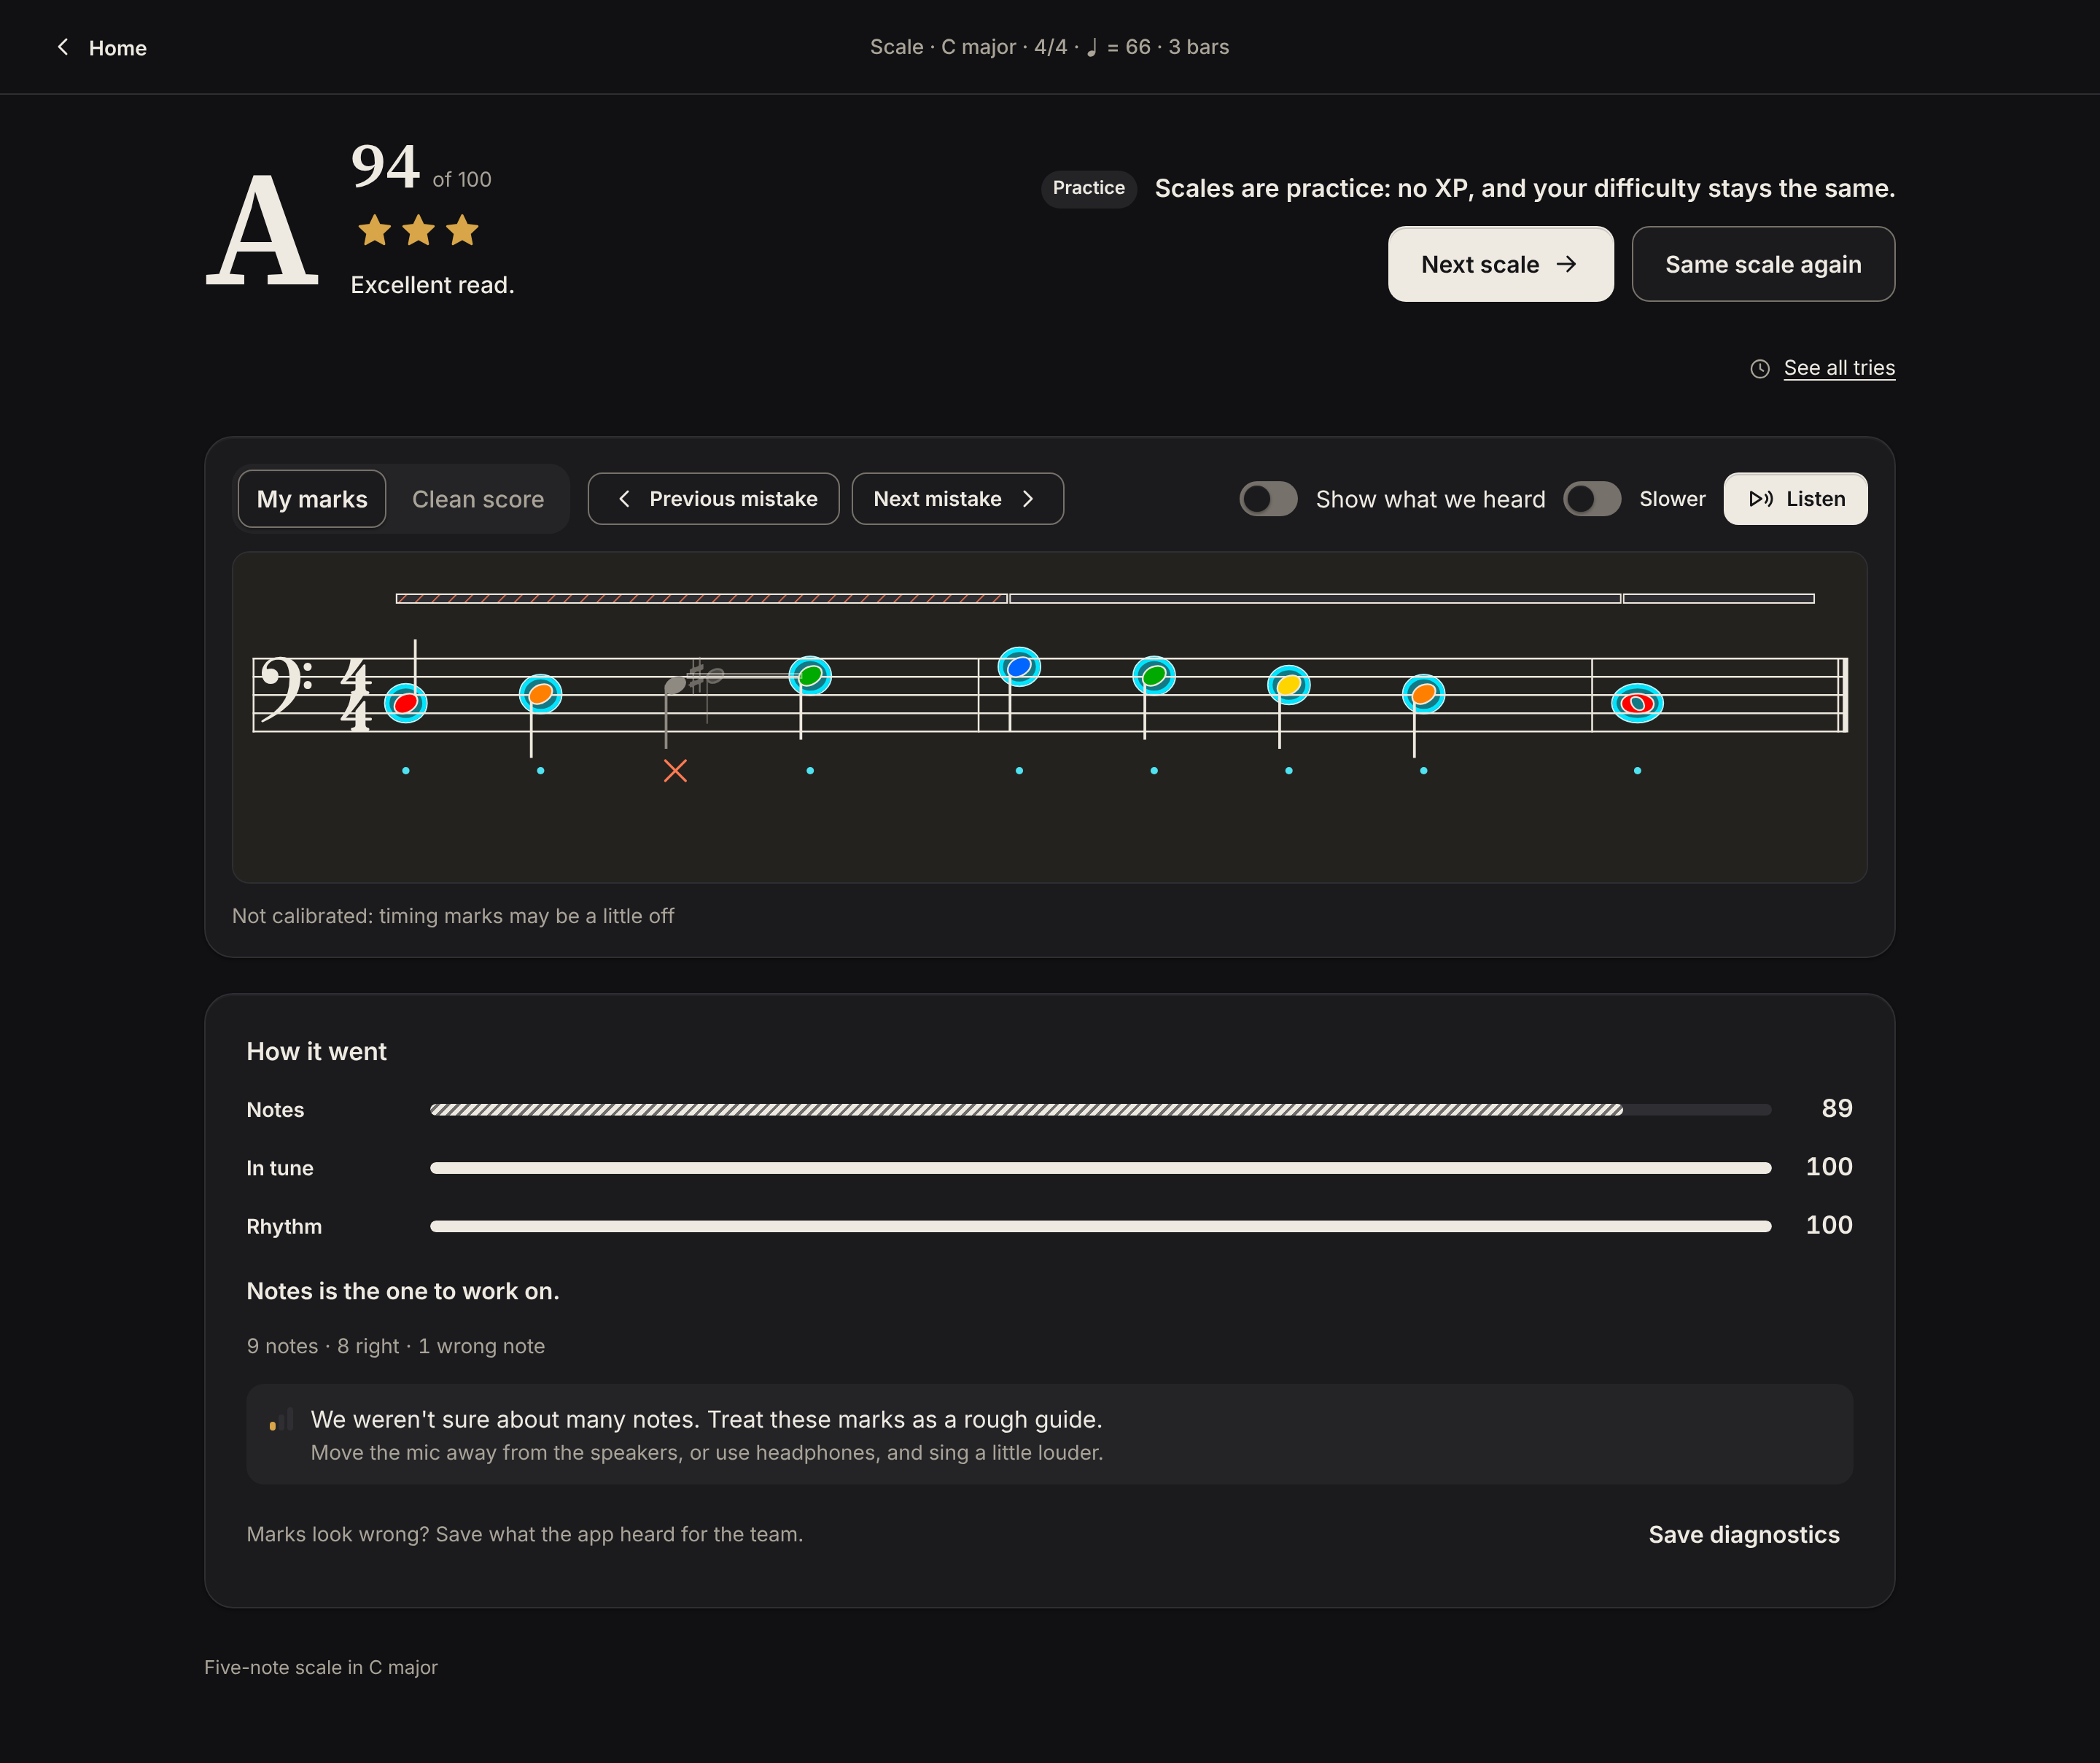 Home
Scale · C major · 4/4 · ♩ = 66 · 3 bars
A
94 of 100
Excellent read.
Practice Scales are practice: no XP, and your difficulty stays the same.
Next scale → Same scale again
See all tries
My marks Clean score Previous mistake Next mistake Show what we heard Slower Listen
4
4
Not calibrated: timing marks may be a little off
How it went
Notes 89
In tune 100
Rhythm 100
Notes is the one to work on.
9 notes · 8 right · 1 wrong note
We weren't sure about many notes. Treat these marks as a rough guide.
Move the mic away from the speakers, or use headphones, and sing a little louder.
Marks look wrong? Save what the app heard for the team. Save diagnostics
Five-note scale in C major